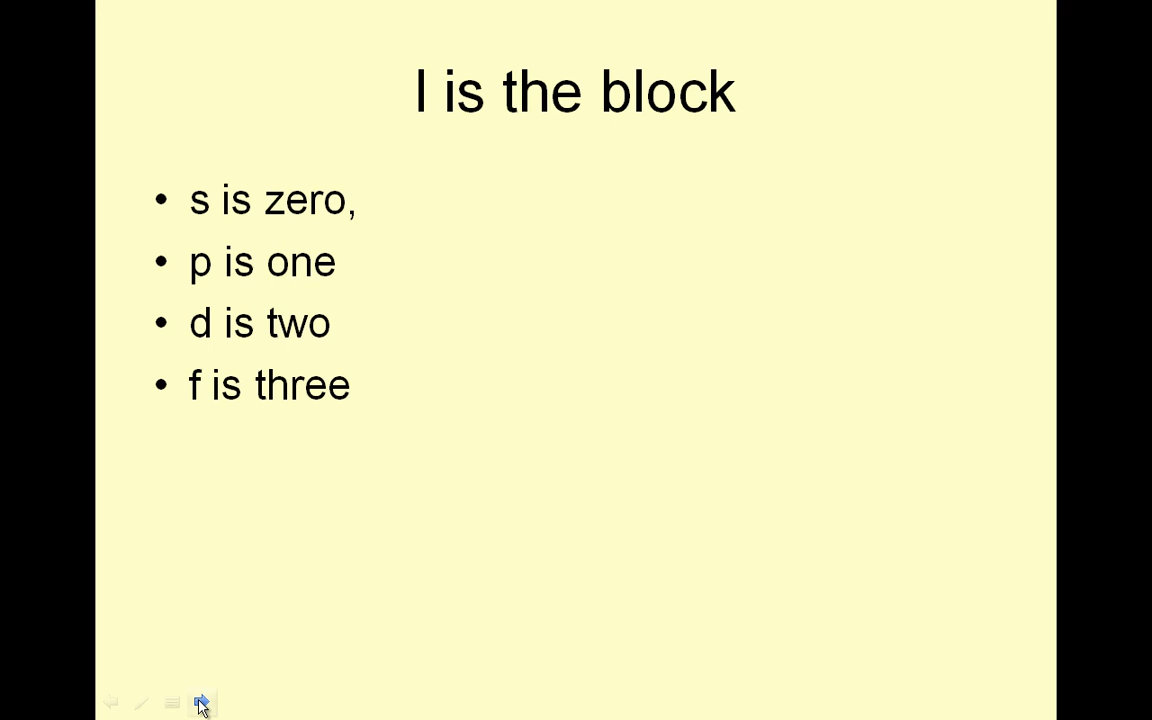 l is the block
• s is zero,
• p is one
• d is two
• f is three